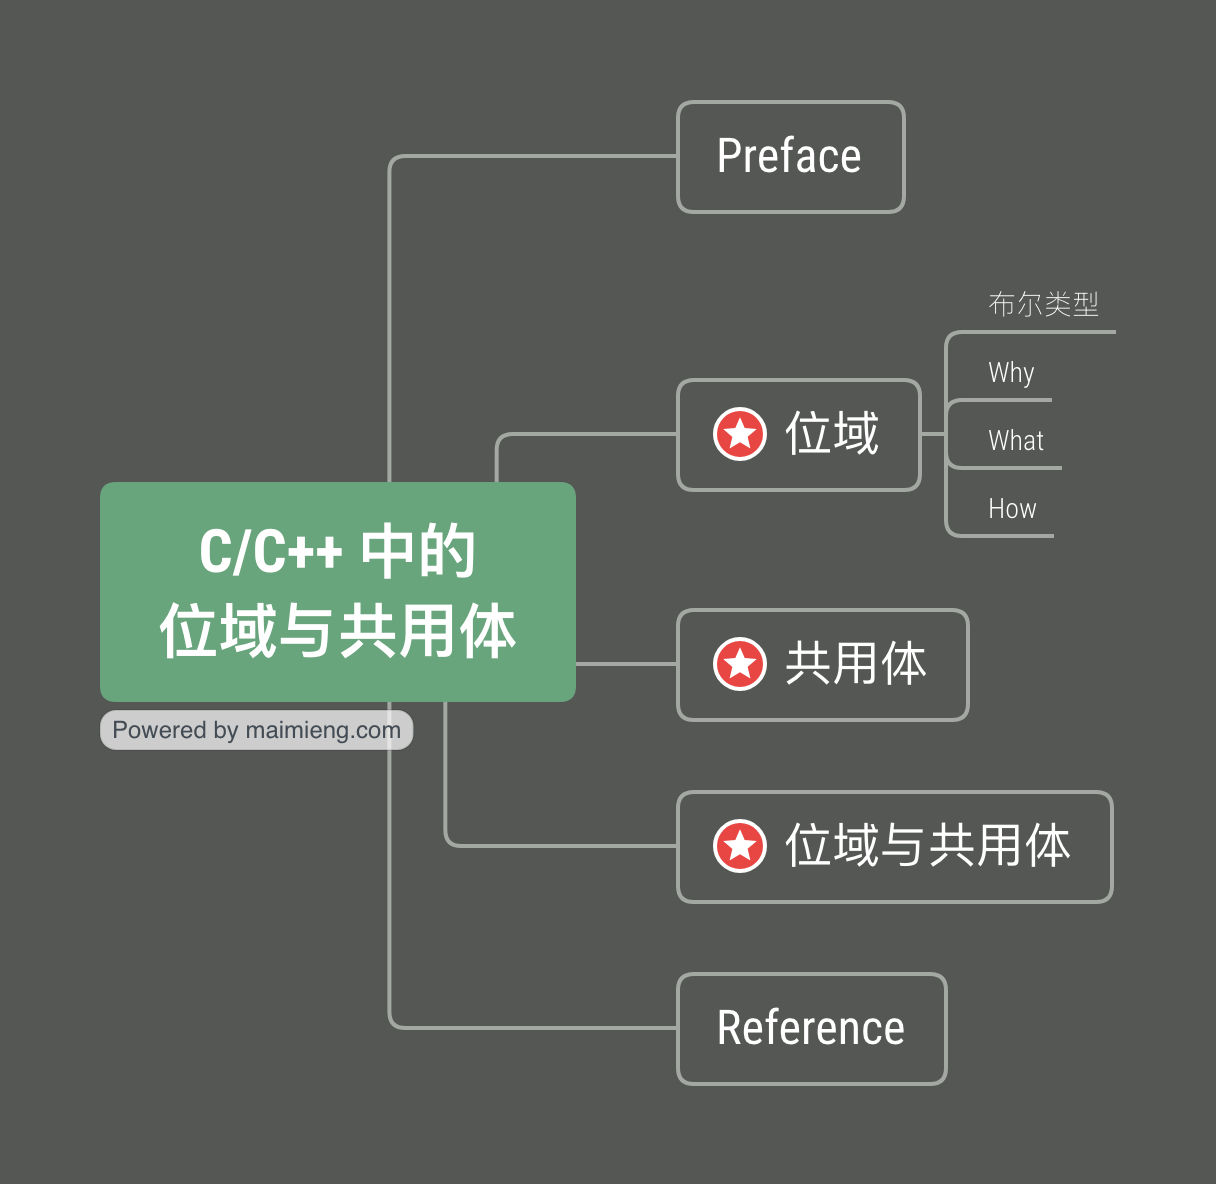 Preface
布尔类型
Why
位域
What
How
C/C++ 中的
位域与共用体
共用体
Powered by maimieng.com
位域与共用体
Reference